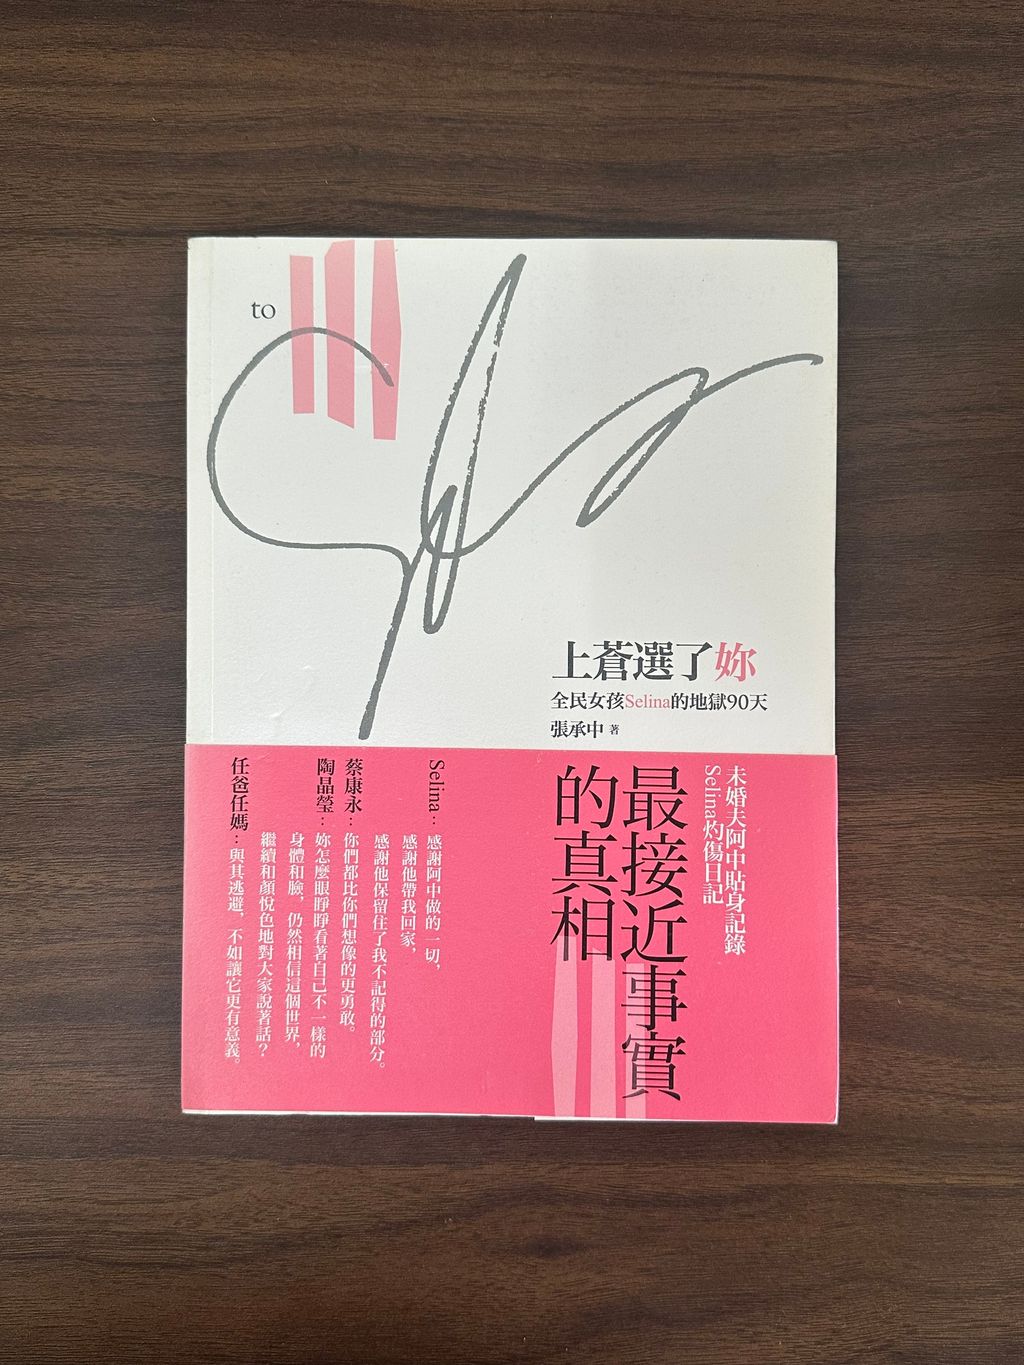 to
上蒼選了妳
全民女孩Selina的地獄90天
張承中 著
未婚夫阿中貼身記錄
Selina灼傷日記
最接近事實
的真相
Selina：感謝阿中做的一切，
感謝他帶我回家，
感謝他保留住了我不記得的部分。
蔡康永：你們都比你們想像的更勇敢。
陶晶瑩：妳怎麼眼睜睜看著自己不一樣的
身體和臉，仍然相信這個世界，
繼續和顏悅色地對大家說著話？
任爸任媽：與其逃避，不如讓它更有意義。